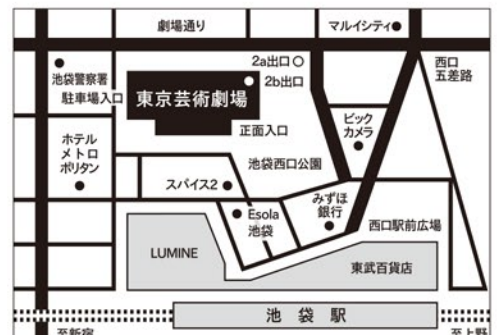 劇場通り
マルイシティ
2a出口
2b出口
西口
五差路
池袋警察署
駐車場入口
東京芸術劇場
正面入口
ビック
カメラ
ホテル
メトロ
ポリタン
池袋西口公園
スパイス2
Esola
池袋
みずほ
銀行
西口駅前広場
LUMINE
東武百貨店
池袋駅
至新宿
至上野